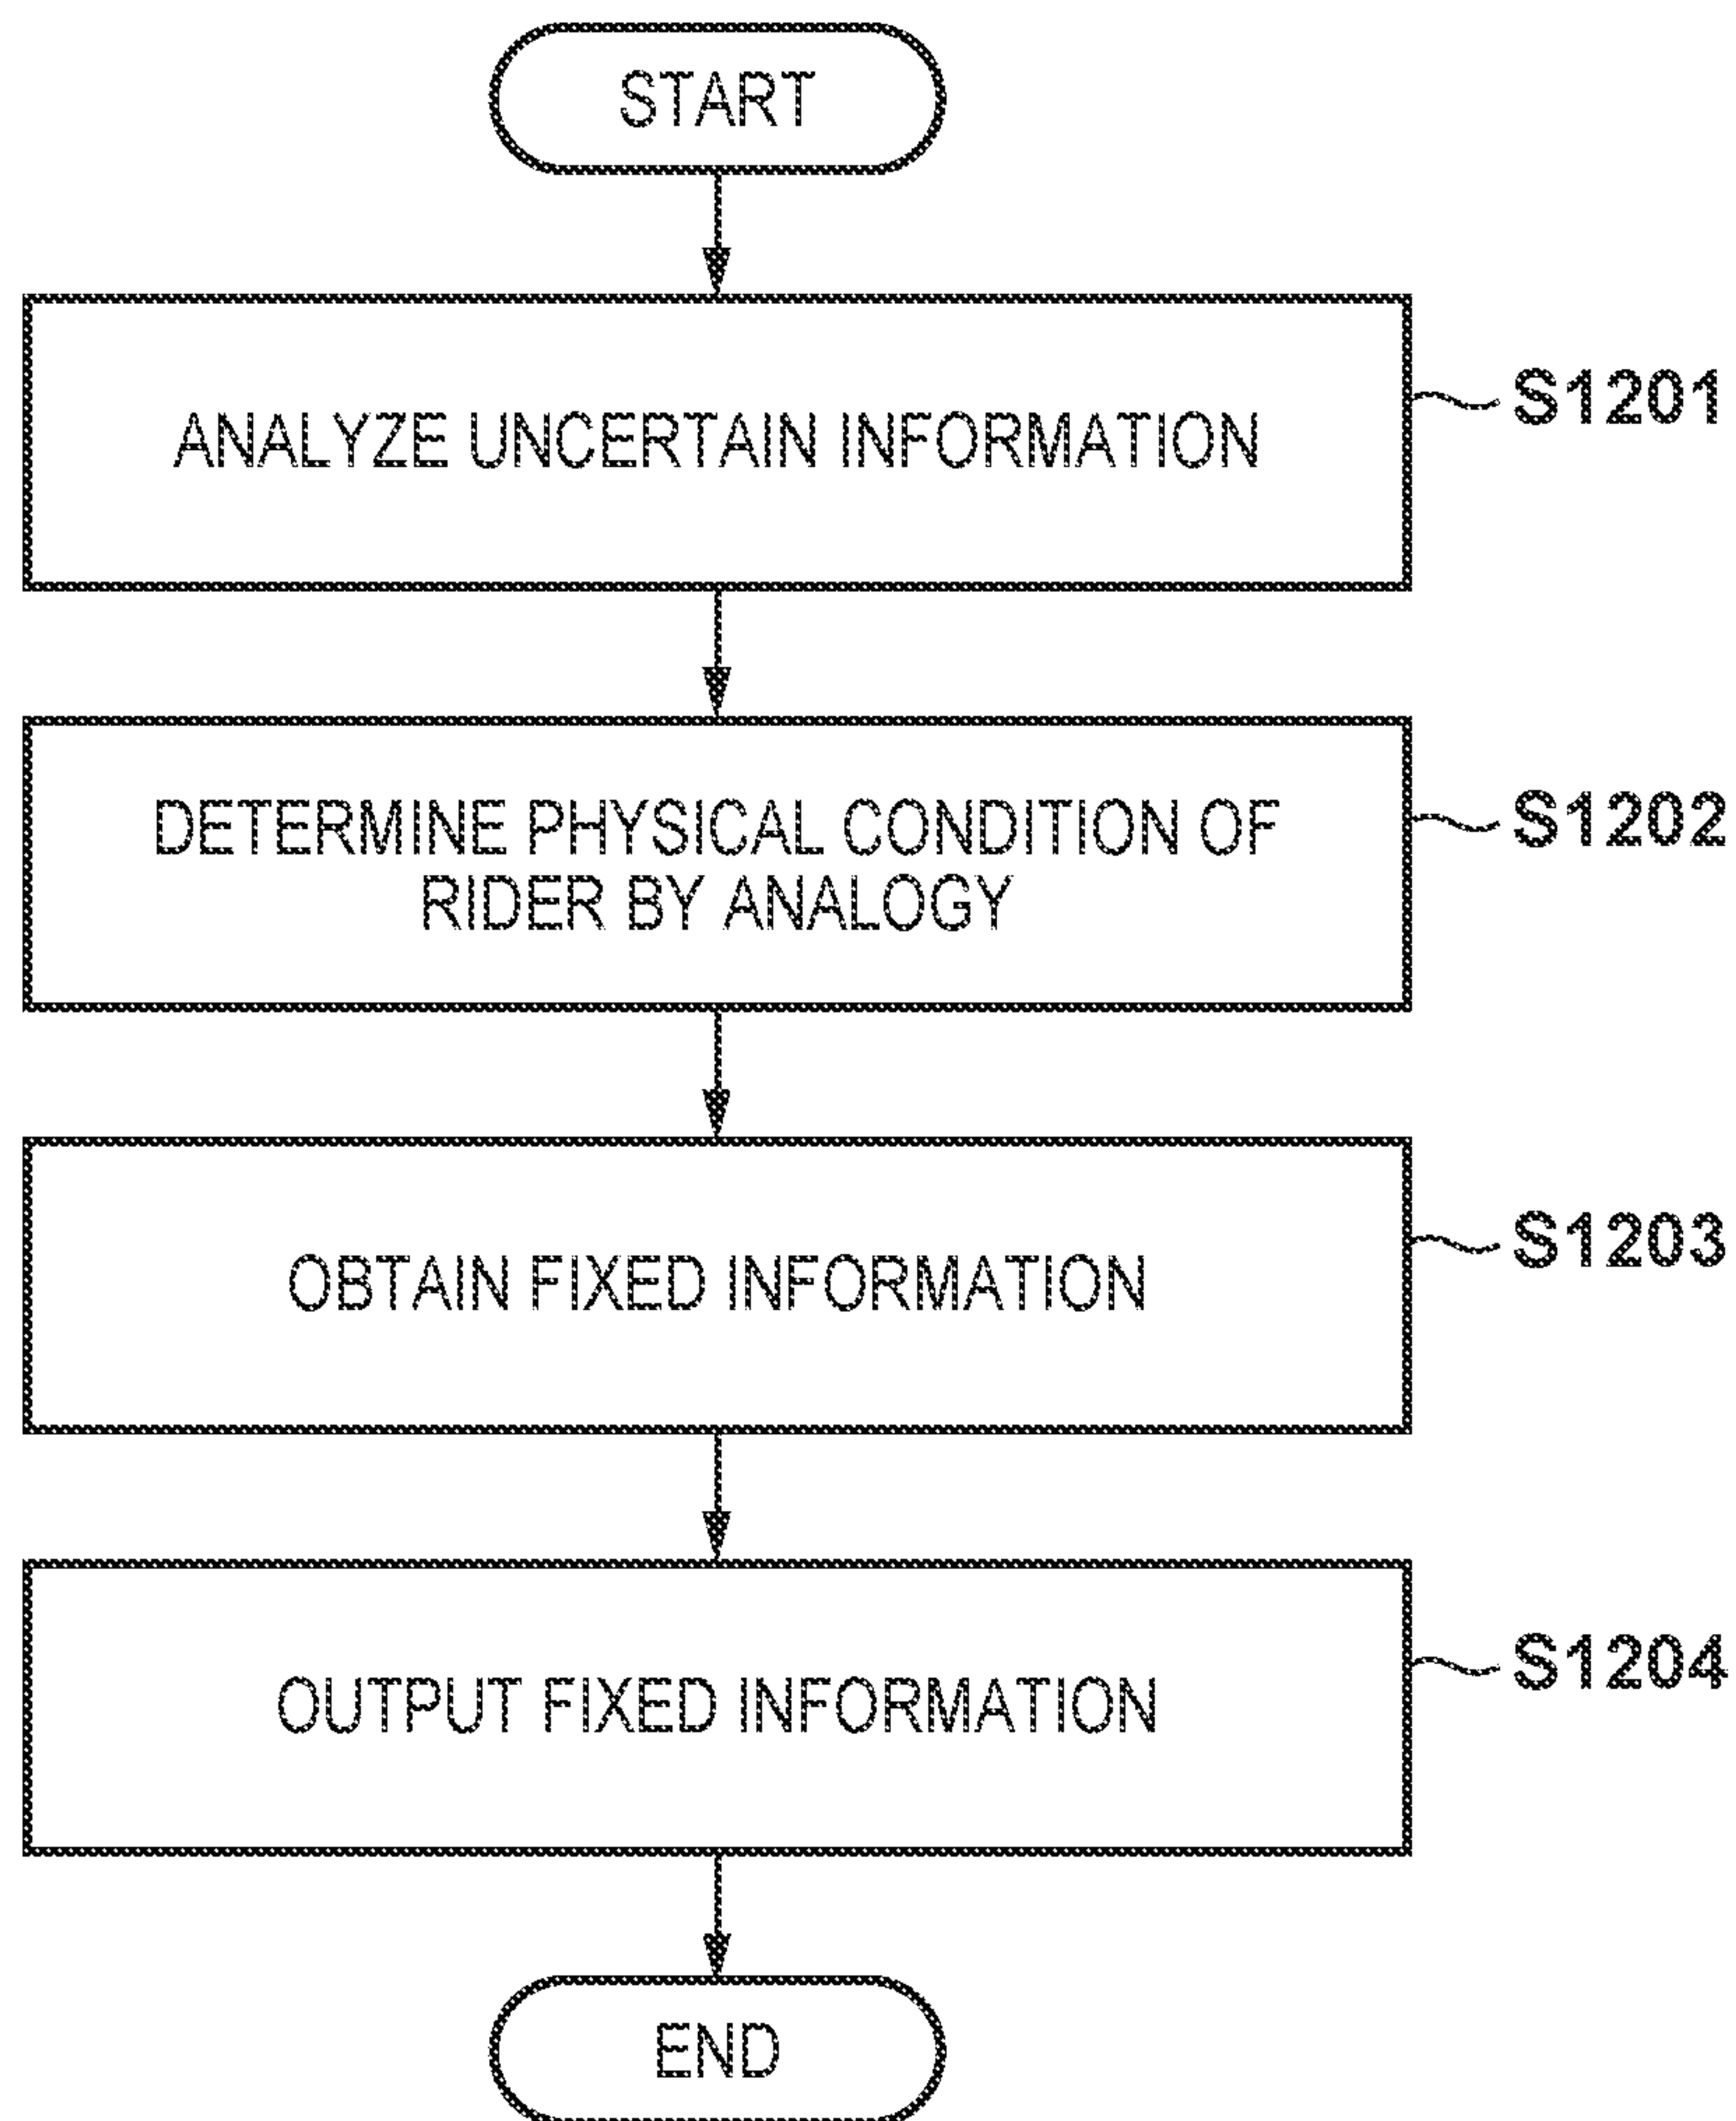 START
ANALYZE UNCERTAIN INFORMATION
S1201
DETERMINE PHYSICAL CONDITION OF
RIDER BY ANALOGY
S1202
OBTAIN FIXED INFORMATION
S1203
OUTPUT FIXED INFORMATION
S1204
END